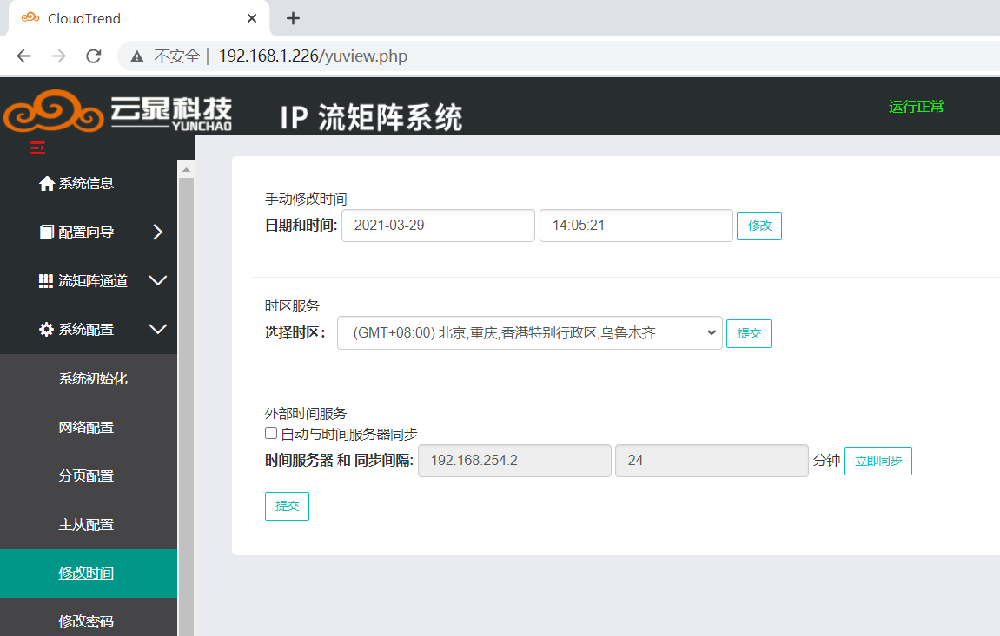 CloudTrend
不安全 192.168.1.226/yuview.php
云晁科技
YUNCHAO
IP 流矩阵系统
运行正常
系统信息
配置向导
流矩阵通道
系统配置
系统初始化
网络配置
分页配置
主从配置
修改时间
修改密码
手动修改时间
日期和时间: 2021-03-29 14:05:21 修改
时区服务
选择时区： (GMT+08:00) 北京,重庆,香港特别行政区,乌鲁木齐 提交
外部时间服务
自动与时间服务器同步
时间服务器 和 同步间隔: 192.168.254.2 24 分钟 立即同步
提交